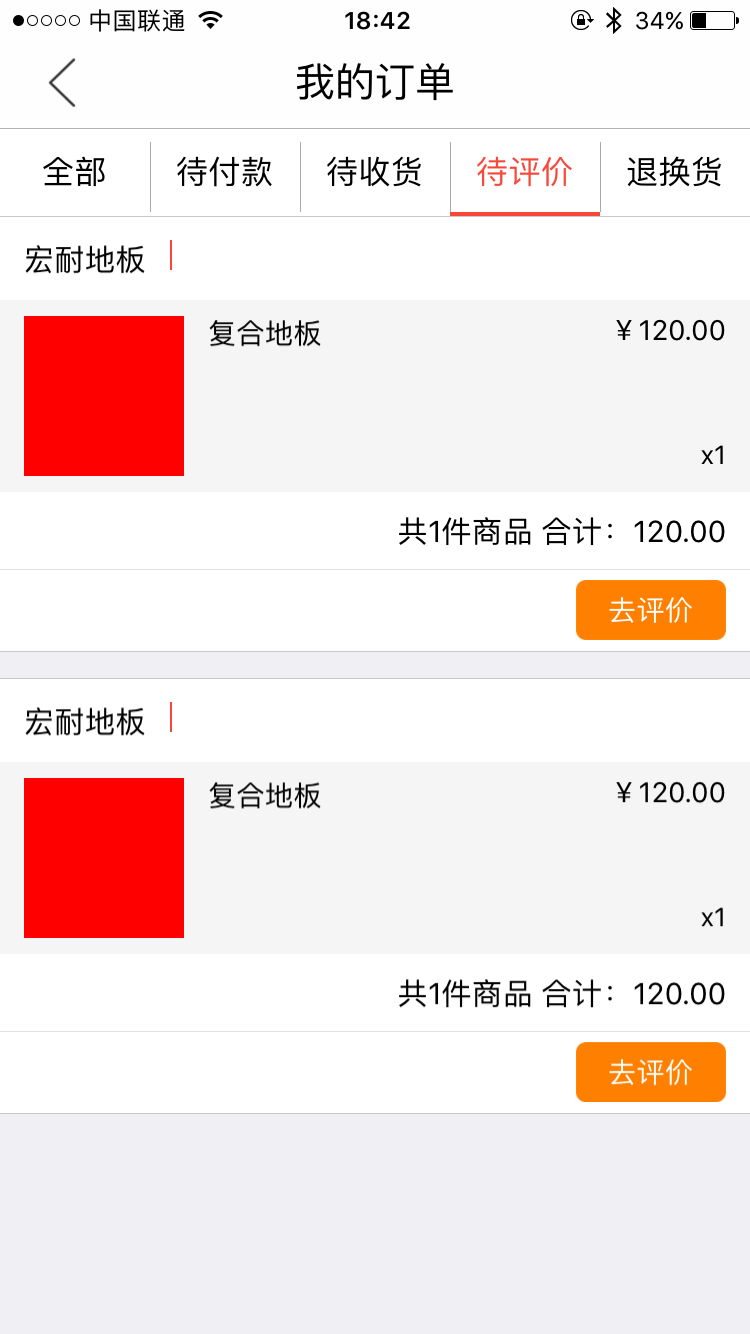 中国联通 18:42 34%
我的订单
全部 待付款 待收货 待评价 退换货
宏耐地板
复合地板 ¥120.00
x1
共1件商品 合计：120.00
去评价
宏耐地板
复合地板 ¥120.00
x1
共1件商品 合计：120.00
去评价